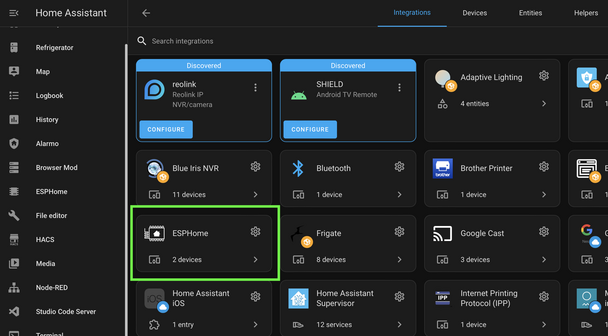 Home Assistant
Integrations
Devices
Entities
Helpers
Search integrations
Refrigerator
Map
Logbook
History
Alarmo
Browser Mod
ESPHome
File editor
HACS
Media
Node-RED
Studio Code Server
Terminal
Discovered
reolink
Reolink IP
NVR/camera
CONFIGURE
Discovered
SHIELD
Android TV Remote
CONFIGURE
Adaptive Lighting
4 entities
Blue Iris NVR
11 devices
Bluetooth
1 device
brother
Brother Printer
1 device
ESPHome
2 devices
Frigate
8 devices
Google Cast
3 devices
iOS
Home Assistant
iOS
1 entry
Home Assistant
Supervisor
12 services
IPP
Internet Printing
Protocol (IPP)
1 device